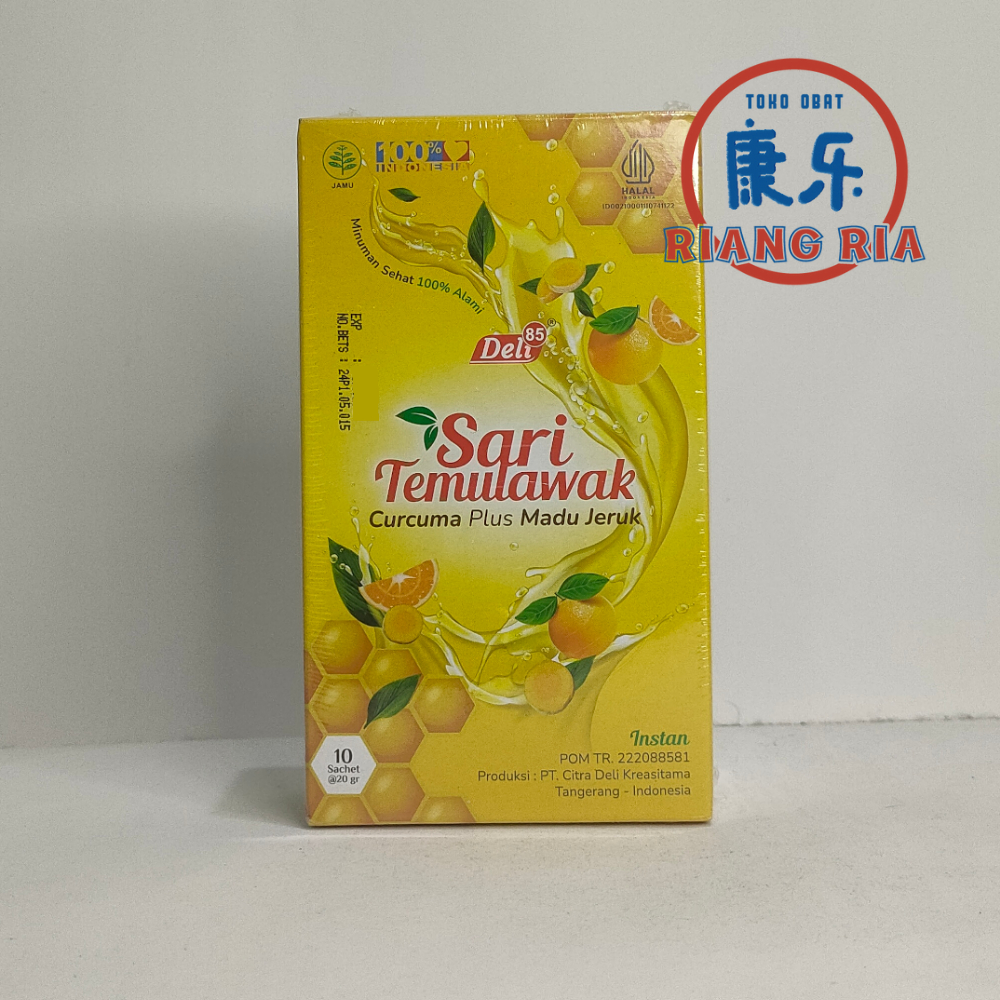 TOKO OBAT
康乐
RIANG RIA
JAMU
100%
INDONESIA
HALAL
INDONESIA
Minuman Sehat 100% Alami
EXP :
NO.BETS : 24P1.05.015
Deli 85 ®
Sari
Temulawak
Curcuma Plus Madu Jeruk
10
Sachet
@20 gr
Instan
POM TR. 222088581
Produksi : PT. Citra Deli Kreasitama
Tangerang - Indonesia